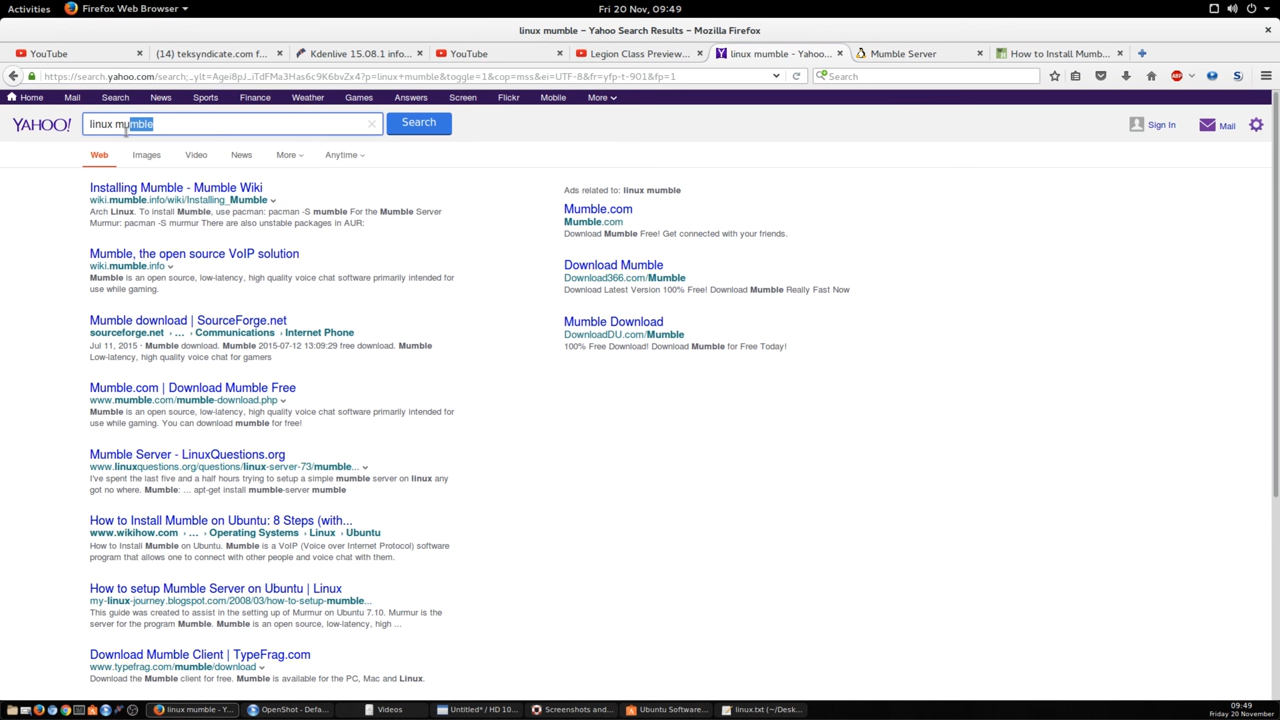 Activities Firefox Web Browser Fri 20 Nov, 09:49
linux mumble – Yahoo Search Results – Mozilla Firefox
YouTube (14) teksyndicate.com f... Kdenlive 15.08.1 info... YouTube Legion Class Preview... linux mumble - Yahoo... Mumble Server How to Install Mumb...
https://search.yahoo.com/search;_ylt=Agei8pJ_iTdFMa3Has6c9K6bvZx4?p=linux+mumble&toggle=1&cop=mss&ei=UTF-8&fr=yfp-t-901&fp=1 Search
Home Mail Search News Sports Finance Weather Games Answers Screen Flickr Mobile More
YAHOO! linux mumble Search Sign In Mail
Web Images Video News More Anytime
Installing Mumble - Mumble Wiki
wiki.mumble.info/wiki/Installing_Mumble
Arch Linux. To install Mumble, use pacman: pacman -S mumble For the Mumble Server
Murmur: pacman -S murmur There are also unstable packages in AUR:
Mumble, the open source VoIP solution
wiki.mumble.info
Mumble is an open source, low-latency, high quality voice chat software primarily intended for
use while gaming.
Mumble download | SourceForge.net
sourceforge.net › ... › Communications › Internet Phone
Jul 11, 2015 · Mumble download. Mumble 2015-07-12 13:09:29 free download. Mumble
Low-latency, high quality voice chat for gamers
Mumble.com | Download Mumble Free
www.mumble.com/mumble-download.php
Mumble is an open source, low-latency, high quality voice chat software primarily intended for
use while gaming. You can download mumble for free!
Mumble Server - LinuxQuestions.org
www.linuxquestions.org/questions/linux-server-73/mumble...
I've spent the last five and a half hours trying to setup a simple mumble server on linux any
got no where. Mumble: ... apt-get install mumble-server mumble
How to Install Mumble on Ubuntu: 8 Steps (with...
www.wikihow.com › ... › Operating Systems › Linux › Ubuntu
How to Install Mumble on Ubuntu. Mumble is a VoIP (Voice over Internet Protocol) software
program that allows one to connect with other people and voice chat with them.
How to setup Mumble Server on Ubuntu | Linux
my-linux-journey.blogspot.com/2008/03/how-to-setup-mumble...
This guide was created to assist in the setting up of Murmur on Ubuntu 7.10. Murmur is the
server for the program Mumble. Mumble is an open source, low-latency, high ...
Download Mumble Client | TypeFrag.com
www.typefrag.com/mumble/download
Download the Mumble client for free. Mumble is available for the PC, Mac and Linux.
Ads related to: linux mumble
Mumble.com
Mumble.com
Download Mumble Free! Get connected with your friends.
Download Mumble
Download366.com/Mumble
Download Latest Version 100% Free! Download Mumble Really Fast Now
Mumble Download
DownloadDU.com/Mumble
100% Free Download! Download Mumble for Free Today!
linux mumble - Y... OpenShot - Defa... Videos Untitled* / HD 10... Screenshots and... Ubuntu Software... linux.txt (~/Desk... 09:49
Friday 20 November